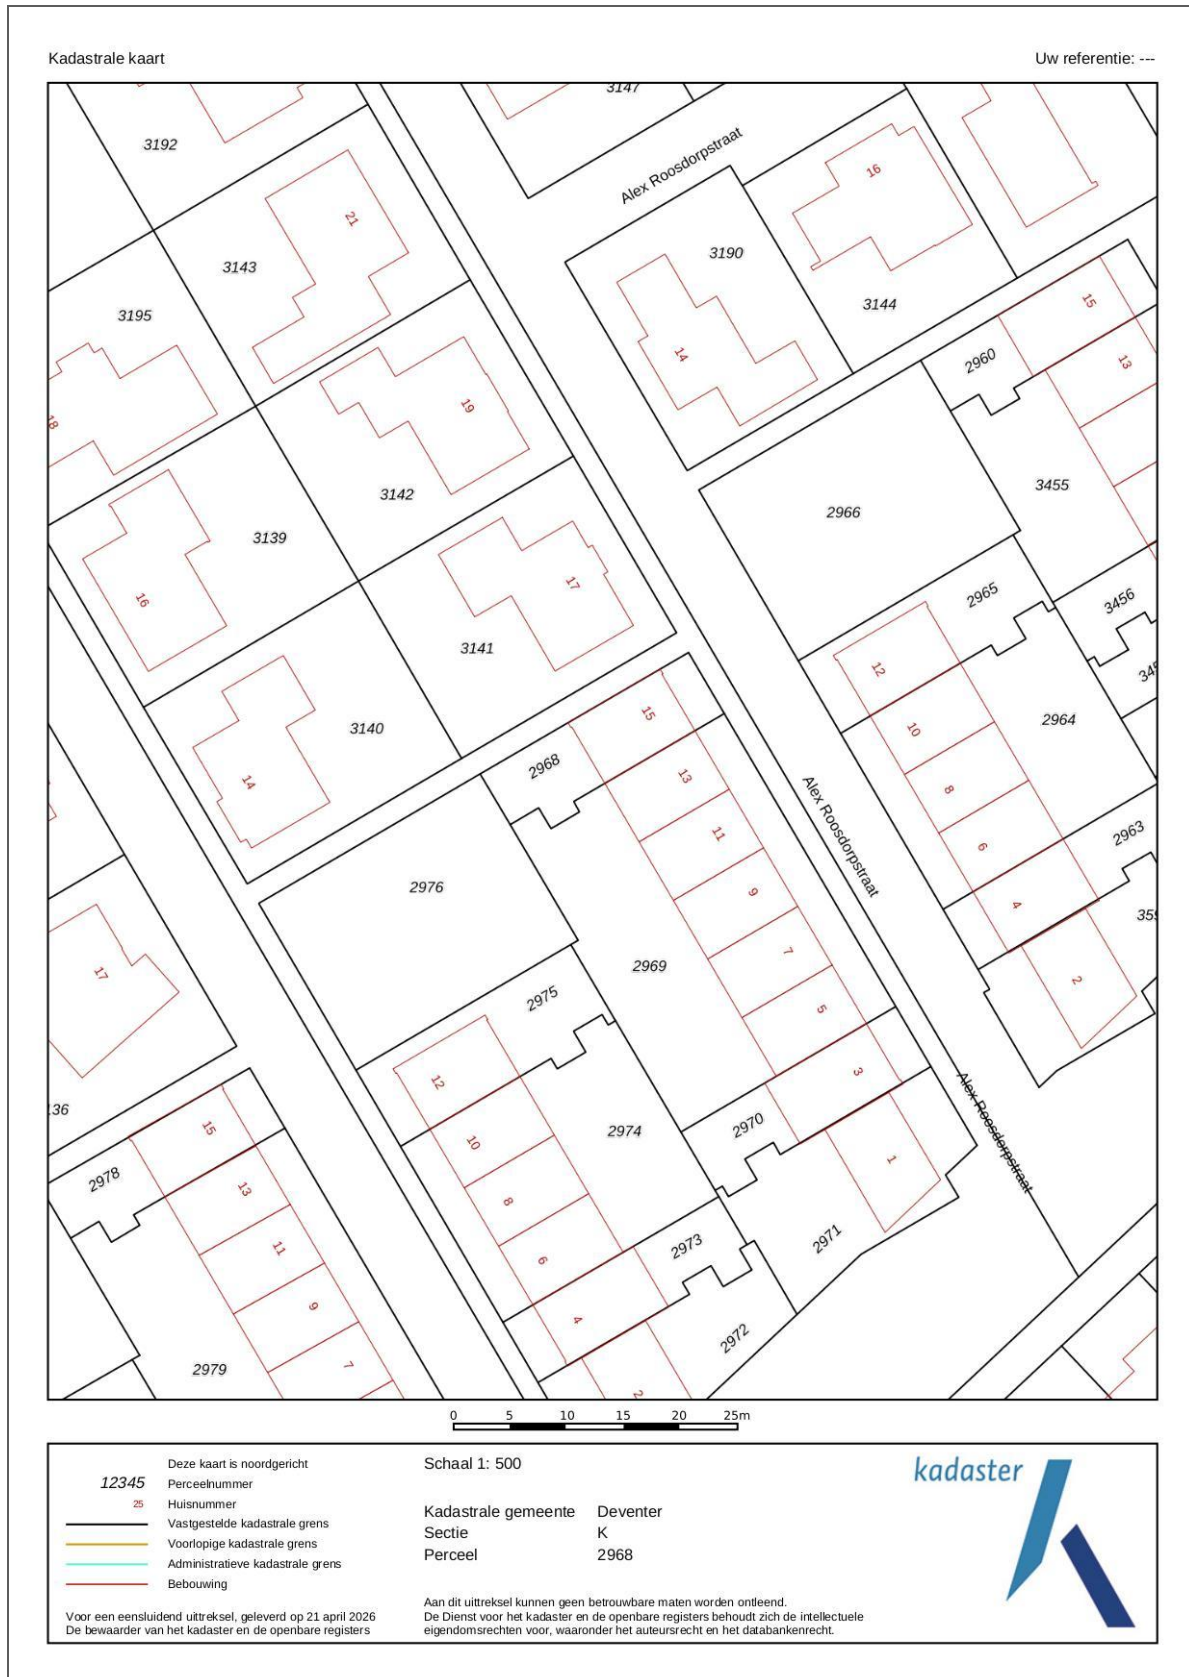 Kadastrale kaart
Uw referentie: ---
3147
3192
Alex Roosdorpstraat
16
21
3190
3143
3144
15
3195
14
2960
13
19
18
3142
3455
2966
3139
17
2965
3456
16
12
3141
15
10
2964
3140
2968
13
14
8
11
Alex Roosdorpstraat
6
2963
2976
9
4
7
2969
17
2
2975
5
12
3
2970
2974
15
10
1
2978
13
8
2971
Alex Roosdorpstraat
11
6
2973
9
4
2972
7
2979
2
0 5 10 15 20 25m
Deze kaart is noordgericht
12345 Perceelnummer
25 Huisnummer
Vastgestelde kadastrale grens
Voorlopige kadastrale grens
Administratieve kadastrale grens
Bebouwing
Voor een eensluidend uittreksel, geleverd op 21 april 2026
De bewaarder van het kadaster en de openbare registers
Schaal 1: 500
Kadastrale gemeente Deventer
Sectie K
Perceel 2968
Aan dit uittreksel kunnen geen betrouwbare maten worden ontleend.
De Dienst voor het kadaster en de openbare registers behoudt zich de intellectuele
eigendomsrechten voor, waaronder het auteursrecht en het databankenrecht.
kadaster